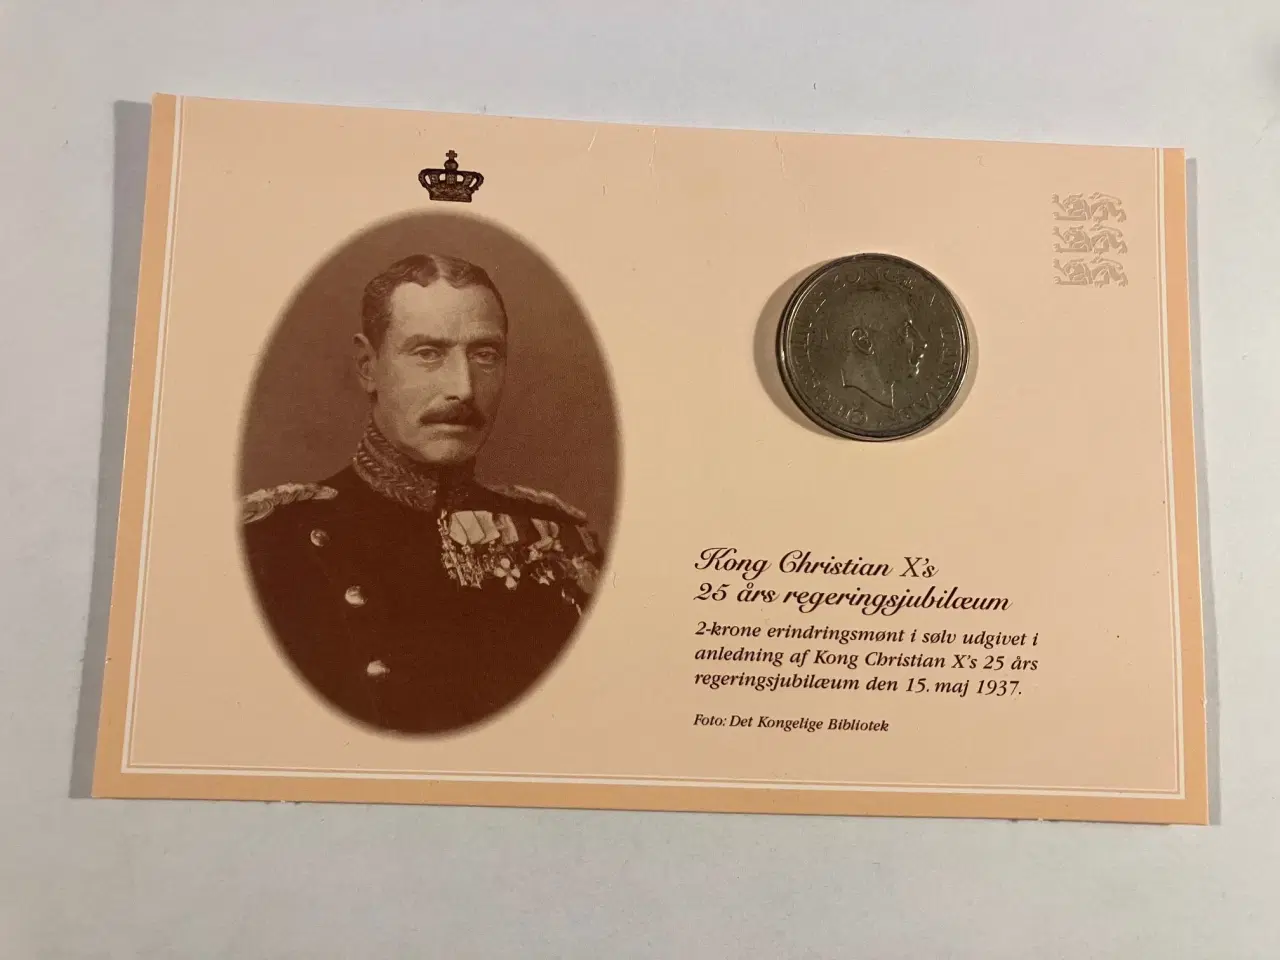 Kong Christian X's
25 års regeringsjubilæum
2-krone erindringsmønt i sølv udgivet i
anledning af Kong Christian X's 25 års
regeringsjubilæum den 15. maj 1937.
Foto: Det Kongelige Bibliotek